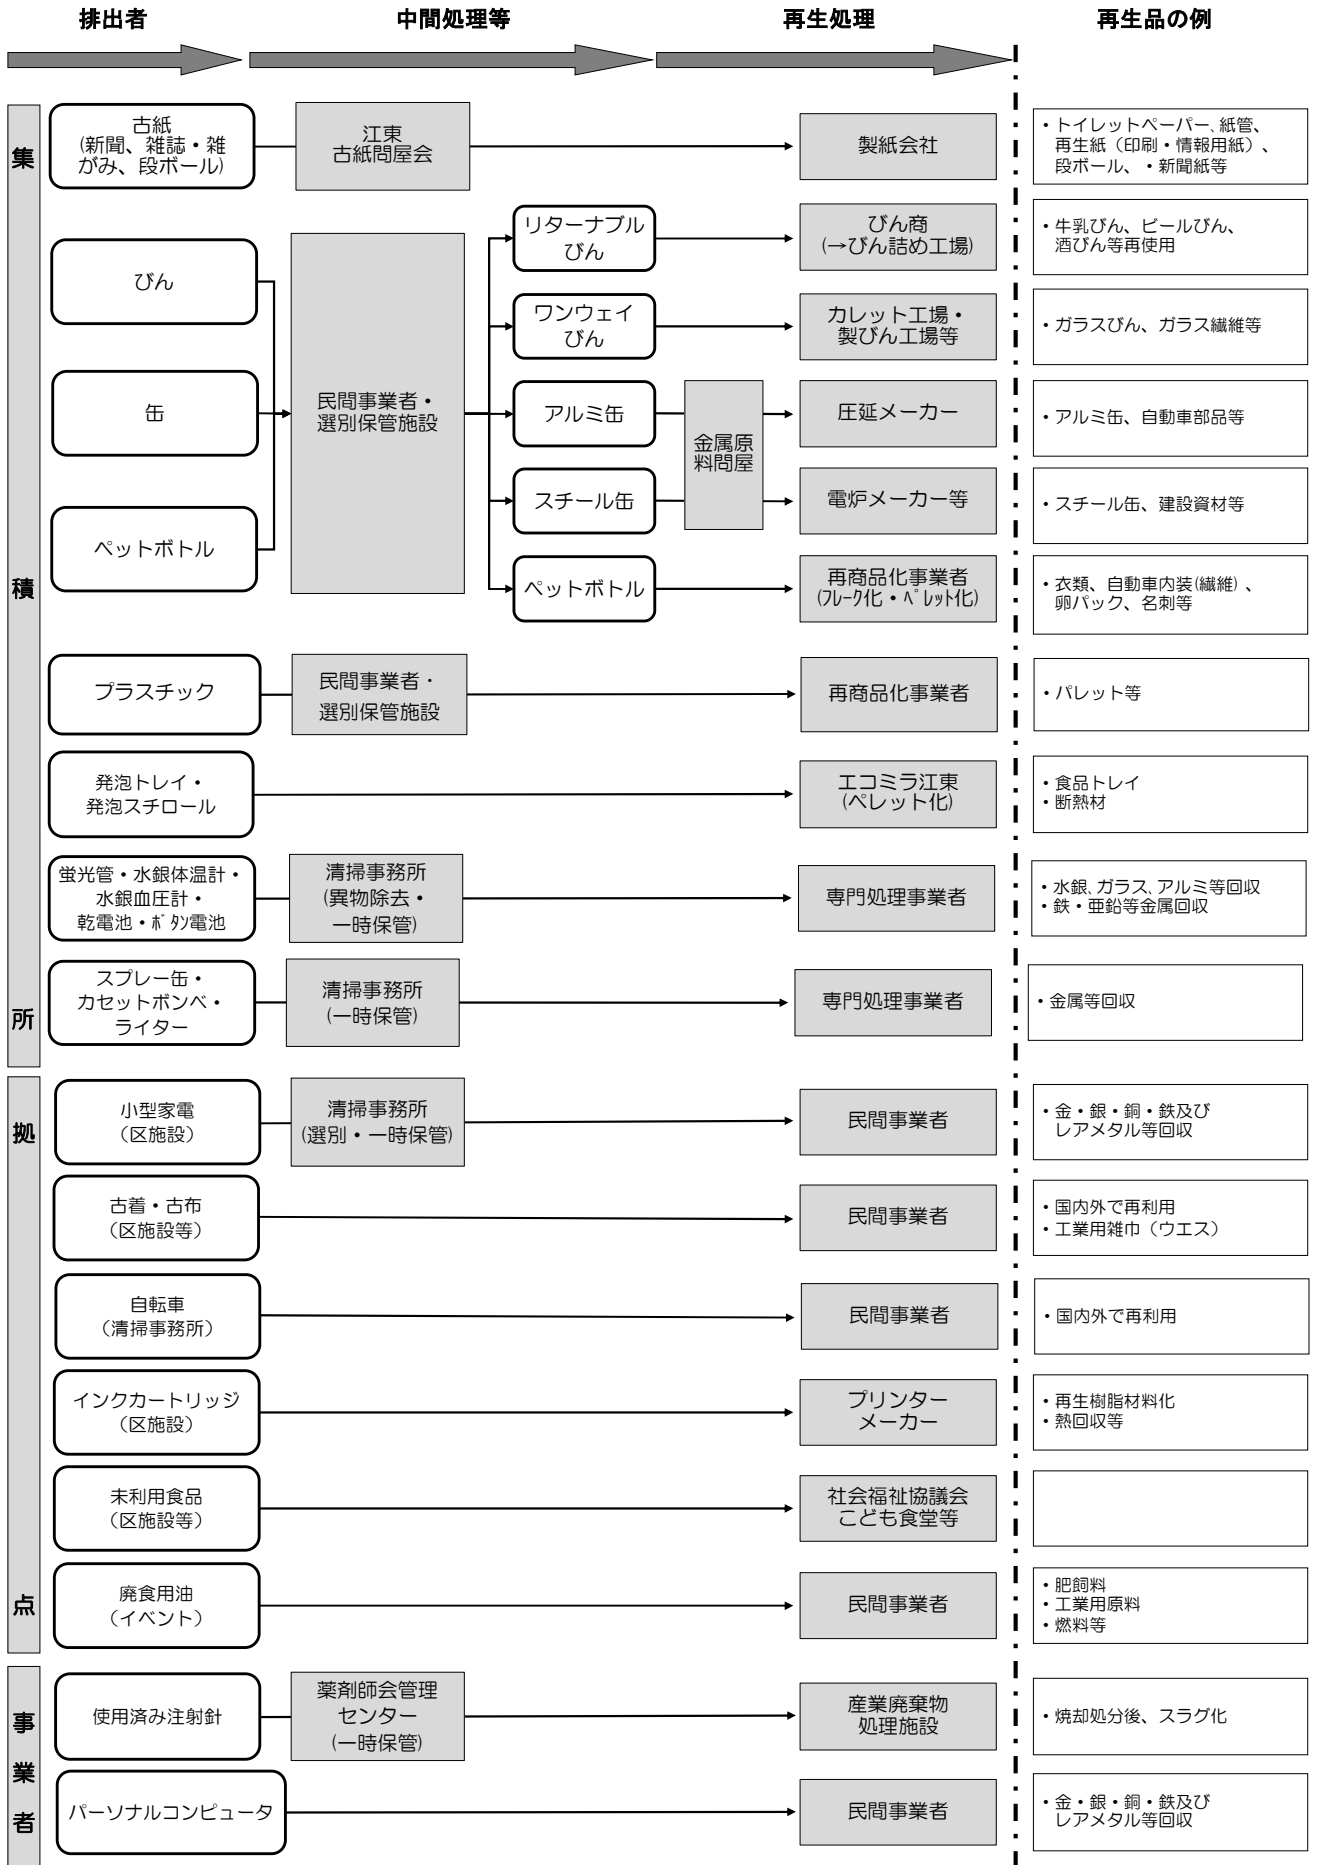 排出者
中間処理等
再生処理
再生品の例
集積所
古紙
(新聞、雑誌・雑
がみ、段ボール)
江東
古紙問屋会
製紙会社
・トイレットペーパー、紙管、
再生紙（印刷・情報用紙）、
段ボール、・新聞紙等
びん
缶
ペットボトル
民間事業者・
選別保管施設
リターナブル
びん
びん商
(→びん詰め工場)
・牛乳びん、ビールびん、
酒びん等再使用
ワンウェイ
びん
カレット工場・
製びん工場等
・ガラスびん、ガラス繊維等
アルミ缶
金属原
料問屋
圧延メーカー
・アルミ缶、自動車部品等
スチール缶
電炉メーカー等
・スチール缶、建設資材等
ペットボトル
再商品化事業者
(ﾌﾚｰｸ化・ﾍﾟﾚｯﾄ化)
・衣類、自動車内装(繊維)、
卵パック、名刺等
プラスチック
民間事業者・
選別保管施設
再商品化事業者
・パレット等
発泡トレイ・
発泡スチロール
エコミラ江東
(ペレット化)
・食品トレイ
・断熱材
蛍光管・水銀体温計・
水銀血圧計・
乾電池・ﾎﾞﾀﾝ電池
清掃事務所
(異物除去・
一時保管)
専門処理事業者
・水銀、ガラス、アルミ等回収
・鉄・亜鉛等金属回収
スプレー缶・
カセットボンベ・
ライター
清掃事務所
(一時保管)
専門処理事業者
・金属等回収
拠点
小型家電
（区施設）
清掃事務所
(選別・一時保管)
民間事業者
・金・銀・銅・鉄及び
レアメタル等回収
古着・古布
（区施設等）
民間事業者
・国内外で再利用
・工業用雑巾（ウエス）
自転車
（清掃事務所）
民間事業者
・国内外で再利用
インクカートリッジ
（区施設）
プリンター
メーカー
・再生樹脂材料化
・熱回収等
未利用食品
（区施設等）
社会福祉協議会
こども食堂等
廃食用油
（イベント）
民間事業者
・肥飼料
・工業用原料
・燃料等
事業者
使用済み注射針
薬剤師会管理
センター
(一時保管)
産業廃棄物
処理施設
・焼却処分後、スラグ化
パーソナルコンピュータ
民間事業者
・金・銀・銅・鉄及び
レアメタル等回収